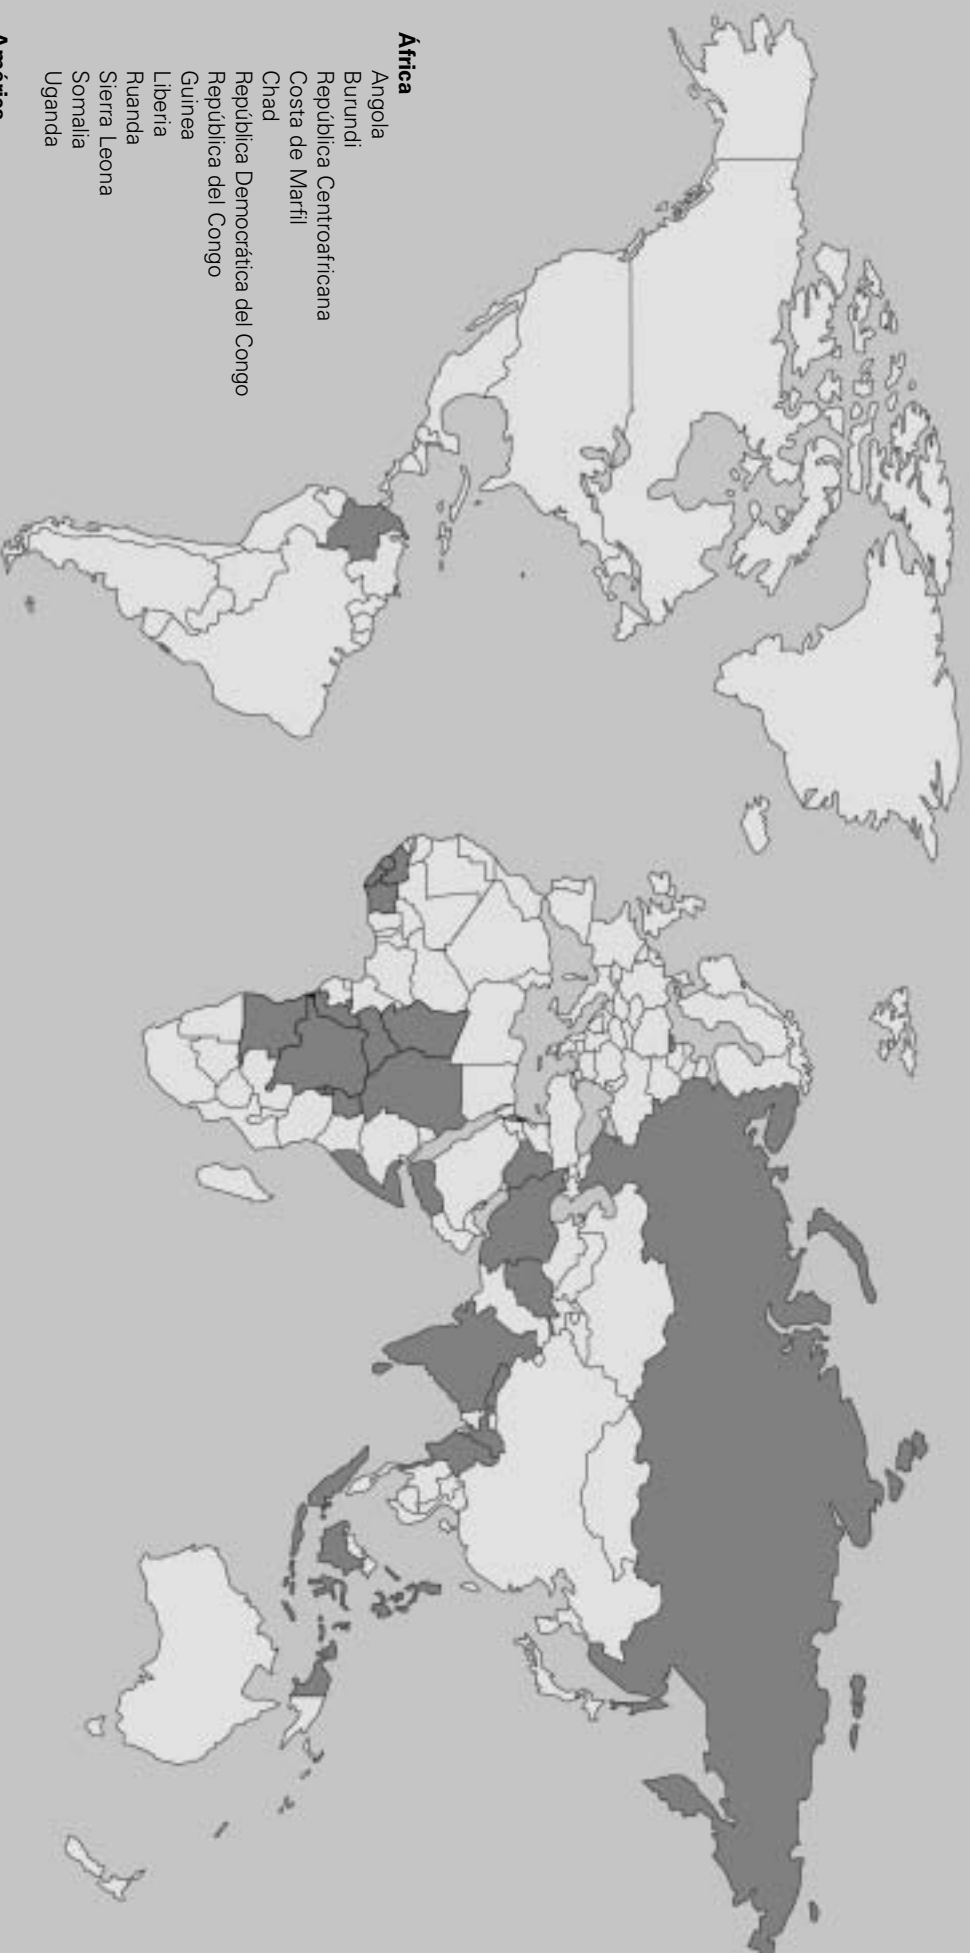 África
Angola
Burundi
República Centroafricana
Costa de Marfil
Chad
República Democrática del Congo
República del Congo
Guinea
Liberia
Ruanda
Sierra Leona
Somalia
Uganda
América